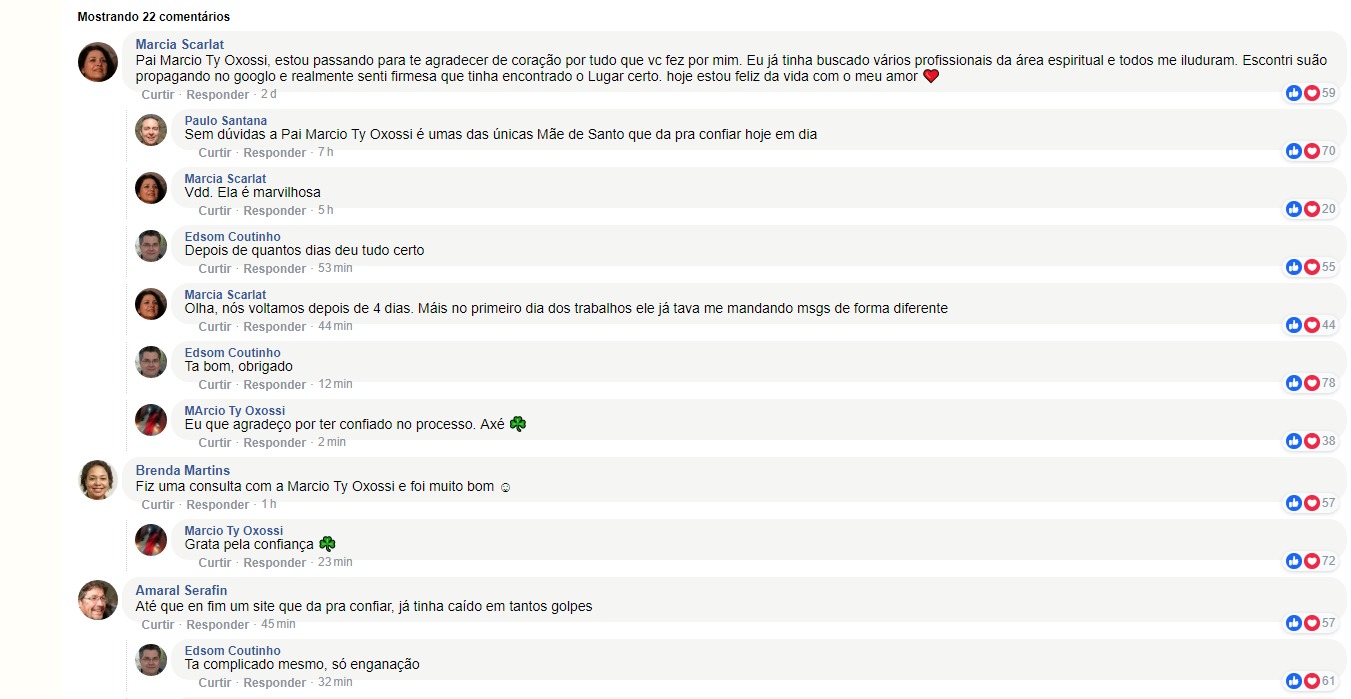 Mostrando 22 comentários
Marcia Scarlat
Pai Marcio Ty Oxossi, estou passando para te agradecer de coração por tudo que vc fez por mim. Eu já tinha buscado vários profissionais da área espiritual e todos me iluduram. Escontri suão
propagando no googlo e realmente senti firmesa que tinha encontrado o Lugar certo. hoje estou feliz da vida com o meu amor ❤
Curtir · Responder · 2 d
59
Paulo Santana
Sem dúvidas a Pai Marcio Ty Oxossi é umas das únicas Mãe de Santo que da pra confiar hoje em dia
Curtir · Responder · 7 h
70
Marcia Scarlat
Vdd. Ela é marvilhosa
Curtir · Responder · 5 h
20
Edsom Coutinho
Depois de quantos dias deu tudo certo
Curtir · Responder · 53 min
55
Marcia Scarlat
Olha, nós voltamos depois de 4 dias. Máis no primeiro dia dos trabalhos ele já tava me mandando msgs de forma diferente
Curtir · Responder · 44 min
44
Edsom Coutinho
Ta bom, obrigado
Curtir · Responder · 12 min
78
MArcio Ty Oxossi
Eu que agradeço por ter confiado no processo. Axé ☘
Curtir · Responder · 2 min
38
Brenda Martins
Fiz uma consulta com a Marcio Ty Oxossi e foi muito bom ☺
Curtir · Responder · 1 h
57
Marcio Ty Oxossi
Grata pela confiança ☘
Curtir · Responder · 23 min
72
Amaral Serafin
Até que en fim um site que da pra confiar, já tinha caído em tantos golpes
Curtir · Responder · 45 min
57
Edsom Coutinho
Ta complicado mesmo, só enganação
Curtir · Responder · 32 min
61